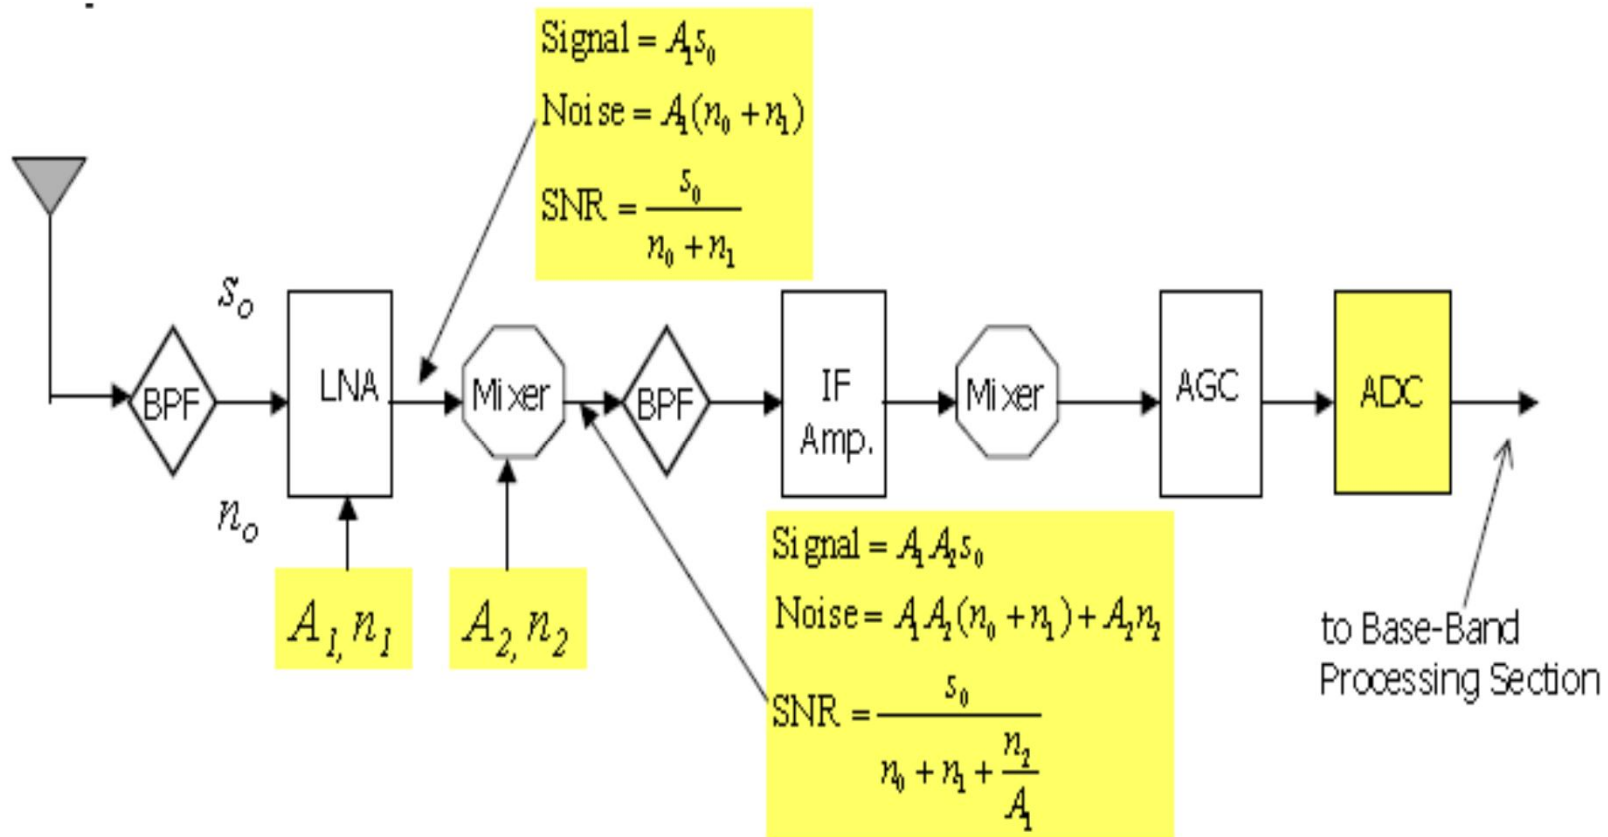 Signal = A₁s₀
Noise = A₁(n₀ + n₁)
SNR = s₀ / (n₀ + n₁)
sₒ
nₒ
BPF
LNA
Mixer
BPF
IF
Amp.
Mixer
AGC
ADC
A₁, n₁
A₂, n₂
Signal = A₁A₂s₀
Noise = A₁A₂(n₀ + n₁) + A₂n₂
SNR = s₀ / (n₀ + n₁ + n₂ / A₁)
to Base-Band
Processing Section